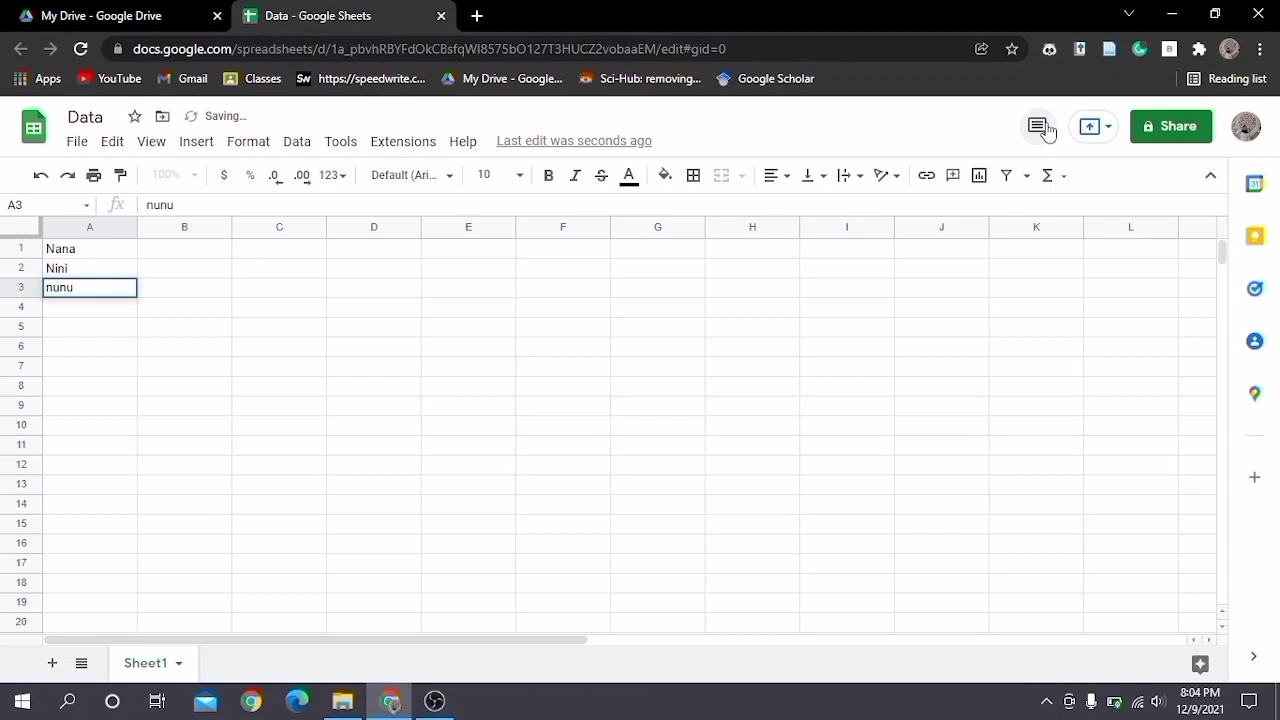 My Drive - Google Drive
Data - Google Sheets
docs.google.com/spreadsheets/d/1a_pbvhRBYFdOkCBsfqWI8575bO127T3HUCZ2vobaaEM/edit#gid=0
Apps YouTube Gmail Classes https://speedwrite.c... My Drive - Google... Sci-Hub: removing... Google Scholar Reading list
Data Saving...
Share
File Edit View Insert Format Data Tools Extensions Help Last edit was seconds ago
100% $ % .0 .00 123 Default (Ari... 10 B I S A Σ
A3 fx nunu
A B C D E F G H I J K L
1 Nana
2 Nini
3 nunu
4
5
6
7
8
9
10
11
12
13
14
15
16
17
18
19
20
31
Sheet1
8:04 PM
12/9/2021